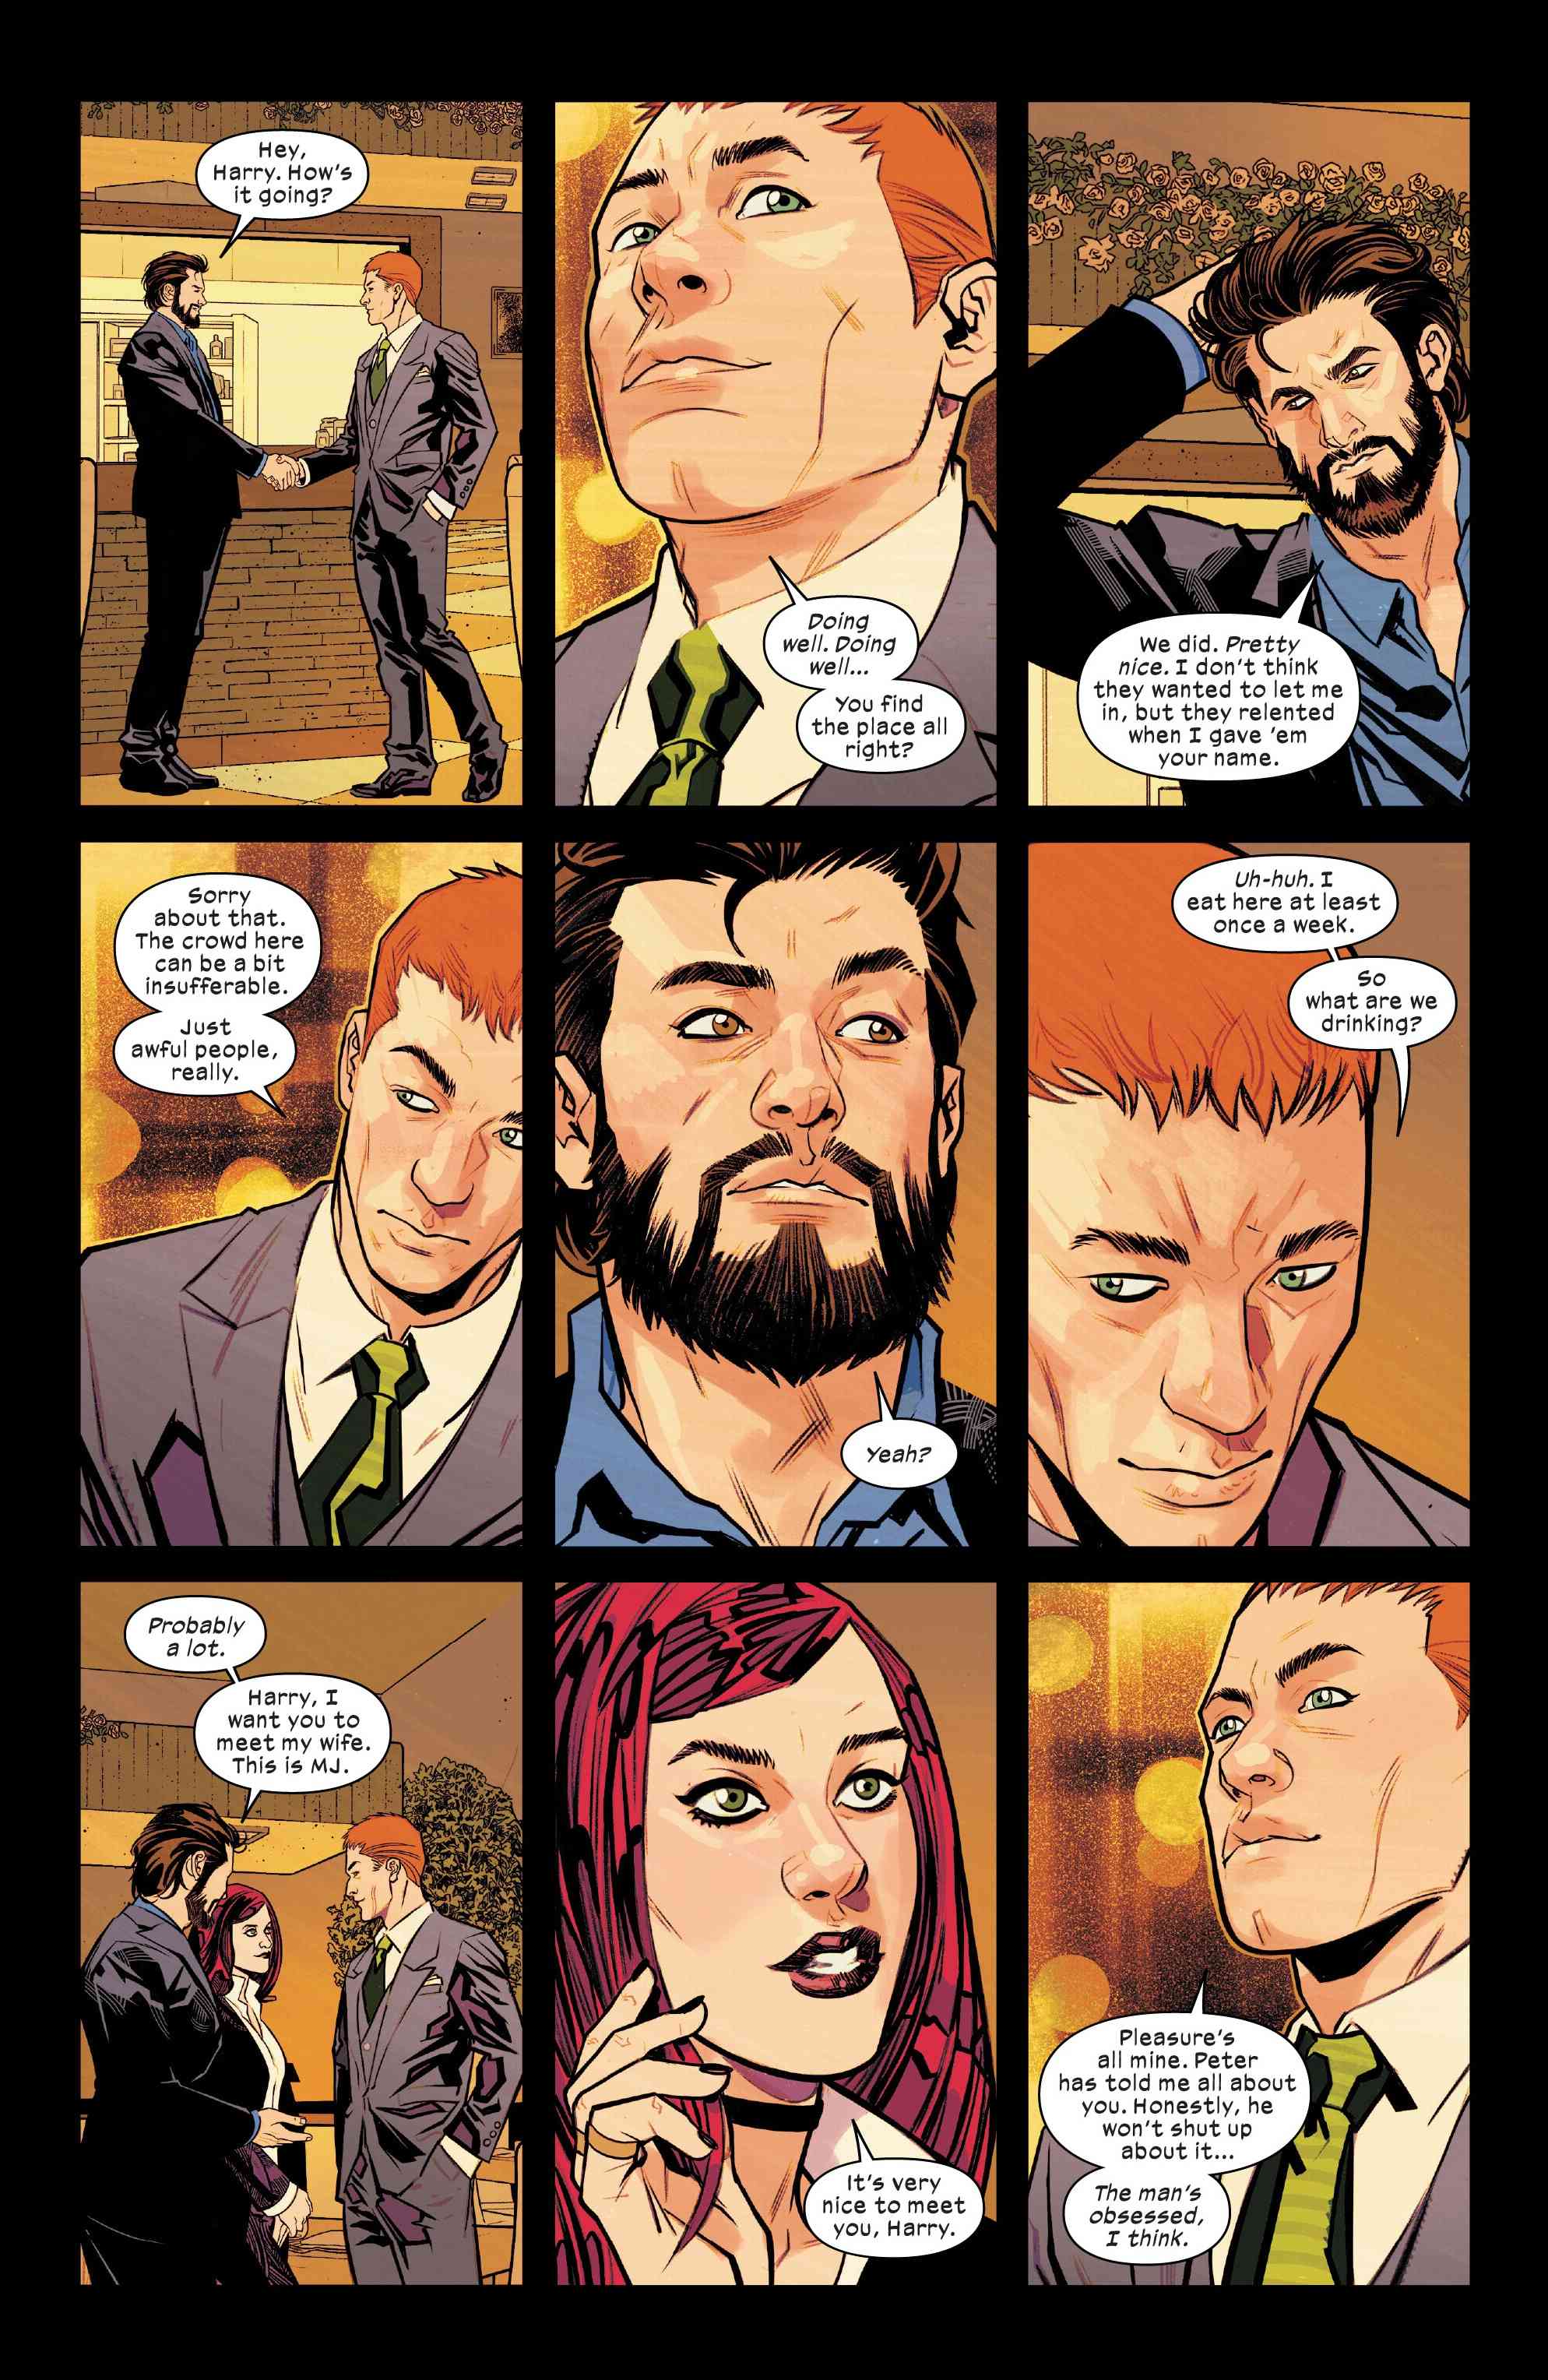 Hey,
Harry. How's
it going?
Doing
well. Doing
well...
You find
the place all
right?
We did. Pretty
nice. I don't think
they wanted to let me
in, but they relented
when I gave 'em
your name.
Sorry
about that.
The crowd here
can be a bit
insufferable.
Just
awful people,
really.
Yeah?
Uh-huh. I
eat here at least
once a week.
So
what are we
drinking?
Probably
a lot.
Harry, I
want you to
meet my wife.
This is MJ.
It's very
nice to meet
you, Harry.
Pleasure's
all mine. Peter
has told me all about
you. Honestly, he
won't shut up
about it...
The man's
obsessed,
I think.